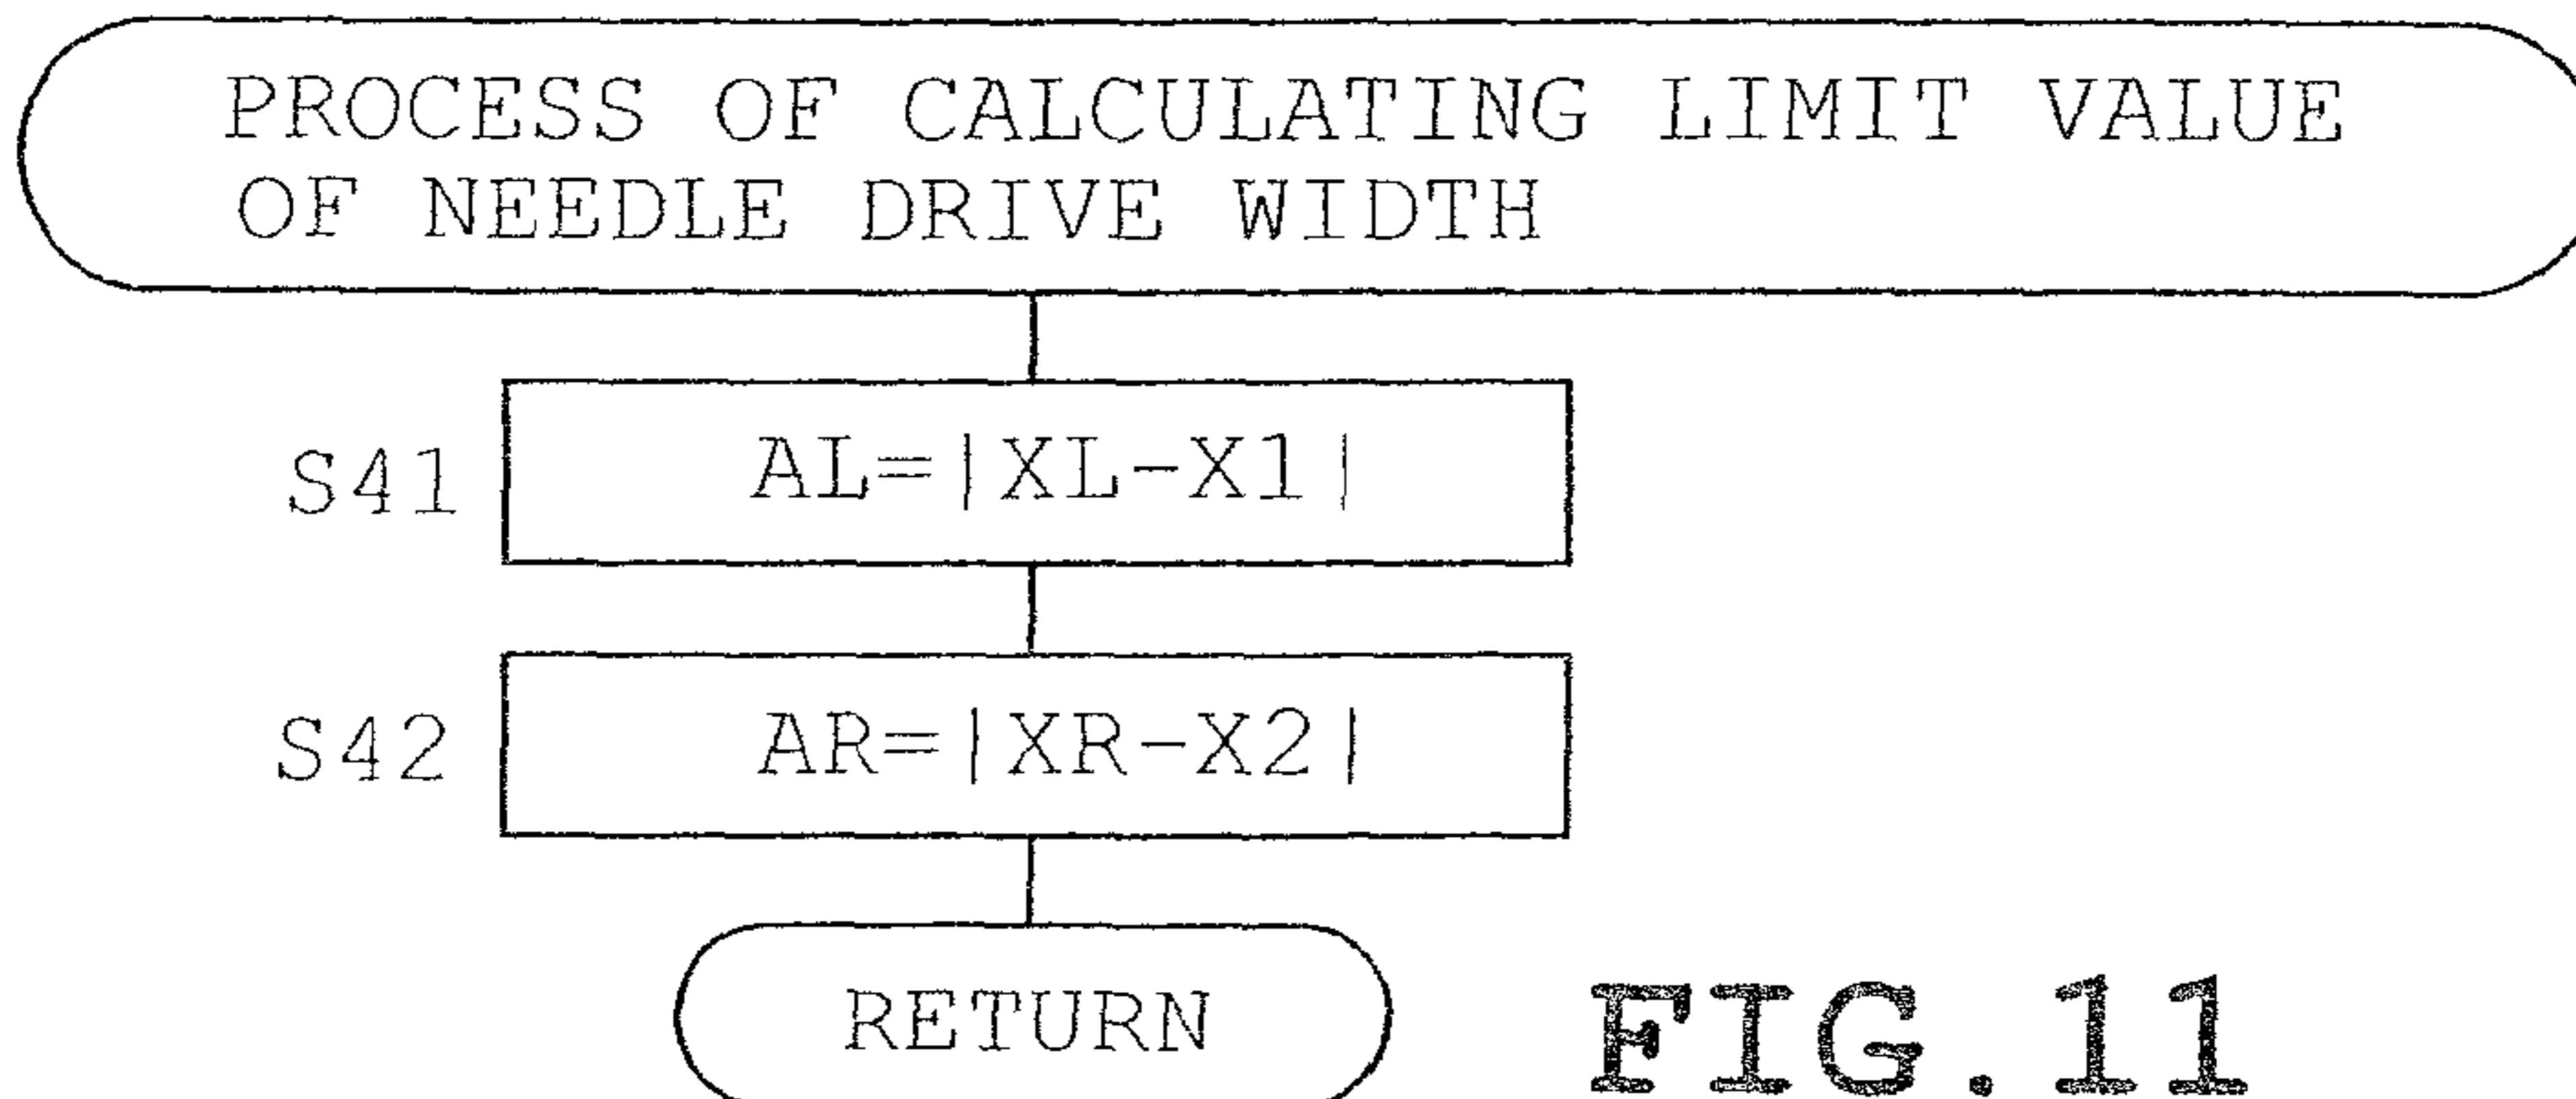 PROCESS OF CALCULATING LIMIT VALUE
OF NEEDLE DRIVE WIDTH
S41
AL=|XL-X1|
S42
AR=|XR-X2|
RETURN
FIG.11